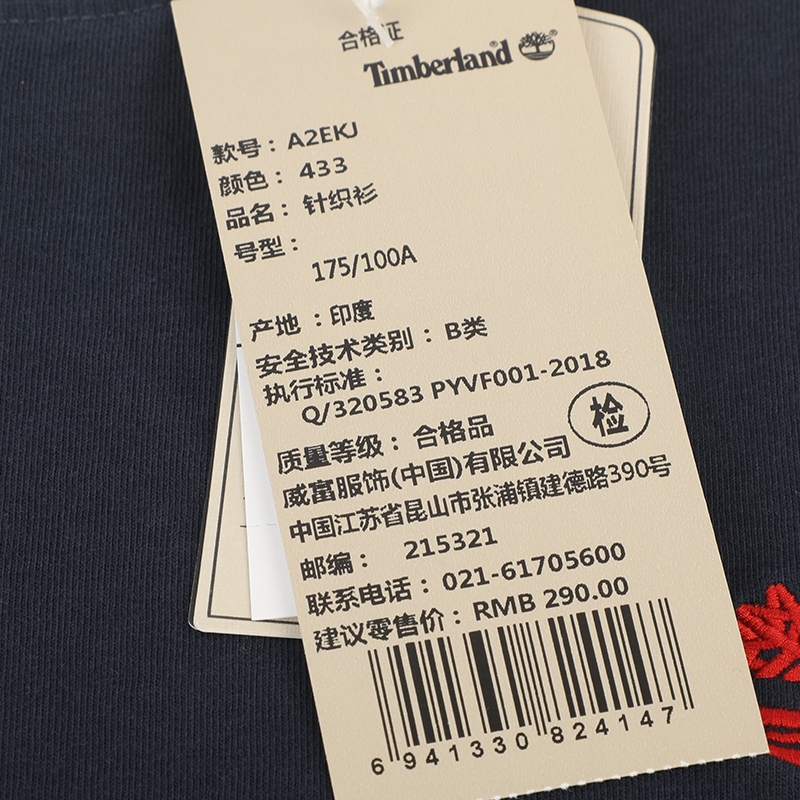 合格证
Timberland
款号：A2EKJ
颜色：433
品名：针织衫
号型：
175/100A
产地：印度
安全技术类别：B类
执行标准：
Q/320583 PYVF001-2018
检
质量等级：合格品
威富服饰(中国)有限公司
中国江苏省昆山市张浦镇建德路390号
邮编： 215321
联系电话：021-61705600
建议零售价：RMB 290.00
6 941330 824147